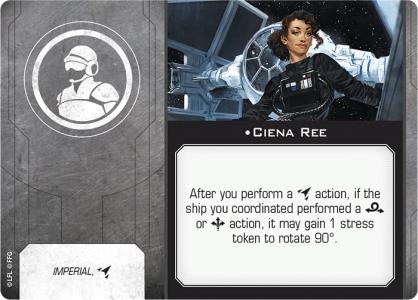 • CIENA REE
After you perform a action, if the
ship you coordinated performed a
or action, it may gain 1 stress
token to rotate 90°.
IMPERIAL,
© LFL © FFG